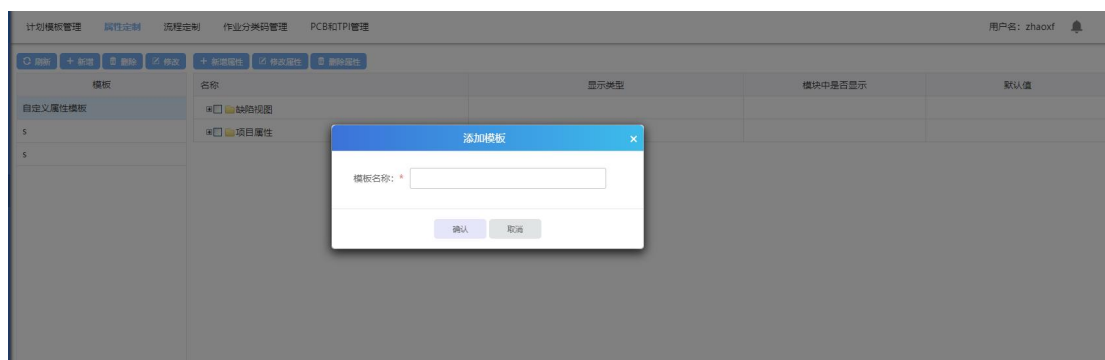 计划模板管理 属性定制 流程定制 作业分类码管理 PCB和TPI管理 用户名：zhaoxf
刷新 新增 删除 修改 新增属性 修改属性 删除属性
模板 名称 显示类型 模块中是否显示 默认值
自定义属性模板 缺陷视图
s 项目属性
s
添加模板 ×
模板名称：*
确认 取消